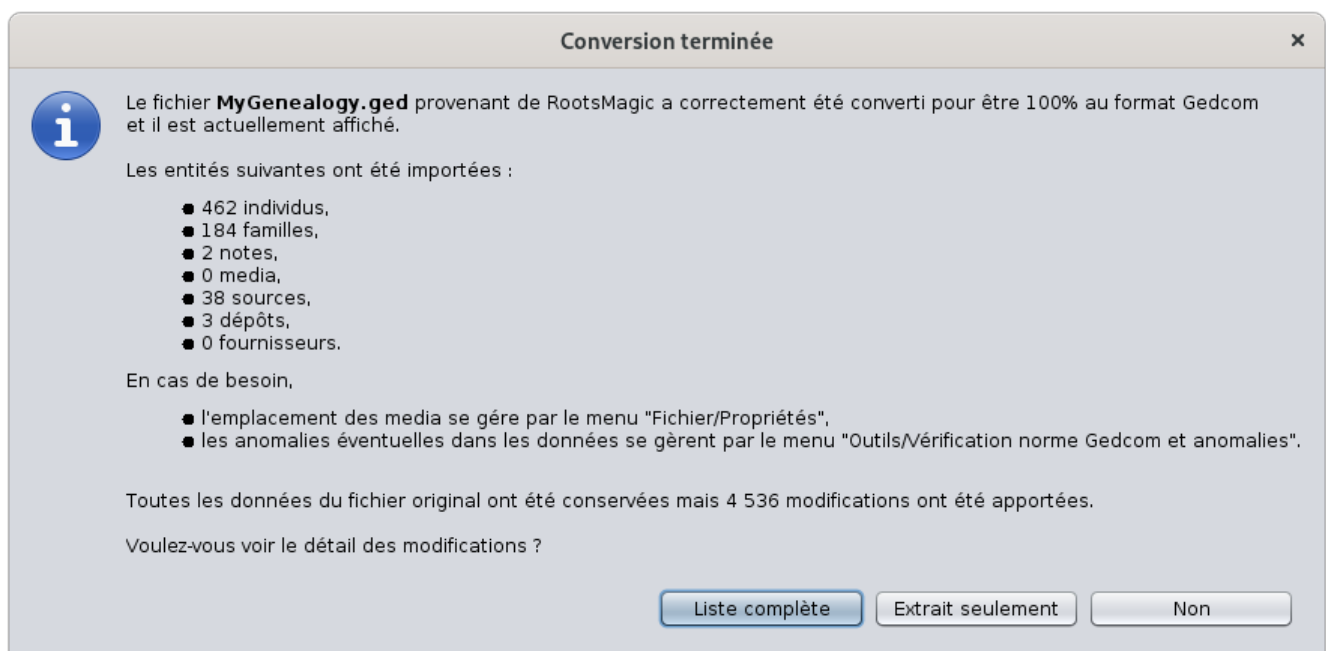 Conversion terminée ×
Le fichier MyGenealogy.ged provenant de RootsMagic a correctement été converti pour être 100% au format Gedcom
et il est actuellement affiché.
Les entités suivantes ont été importées :
● 462 individus,
● 184 familles,
● 2 notes,
● 0 media,
● 38 sources,
● 3 dépôts,
● 0 fournisseurs.
En cas de besoin,
● l'emplacement des media se gére par le menu "Fichier/Propriétés",
● les anomalies éventuelles dans les données se gèrent par le menu "Outils/Vérification norme Gedcom et anomalies".
Toutes les données du fichier original ont été conservées mais 4 536 modifications ont été apportées.
Voulez-vous voir le détail des modifications ?
Liste complète Extrait seulement Non